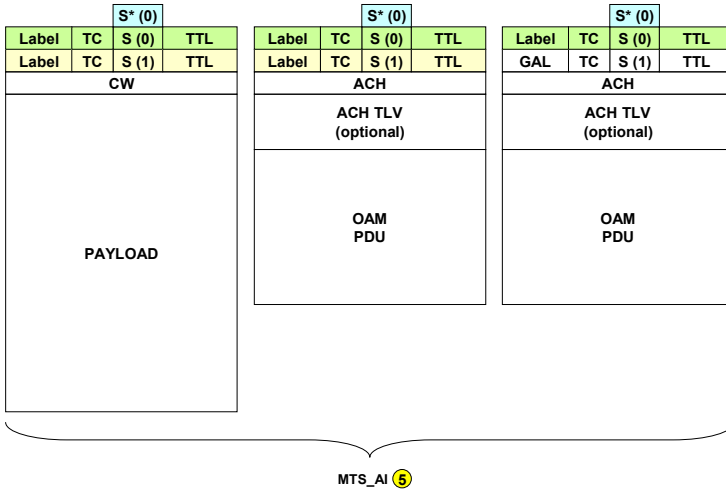 S* (0) S* (0) S* (0)
Label TC S (0) TTL Label TC S (0) TTL Label TC S (0) TTL
Label TC S (1) TTL Label TC S (1) TTL GAL TC S (1) TTL
CW ACH ACH
ACH TLV ACH TLV
(optional) (optional)
OAM OAM
PDU PDU
PAYLOAD
MTS_AI 5